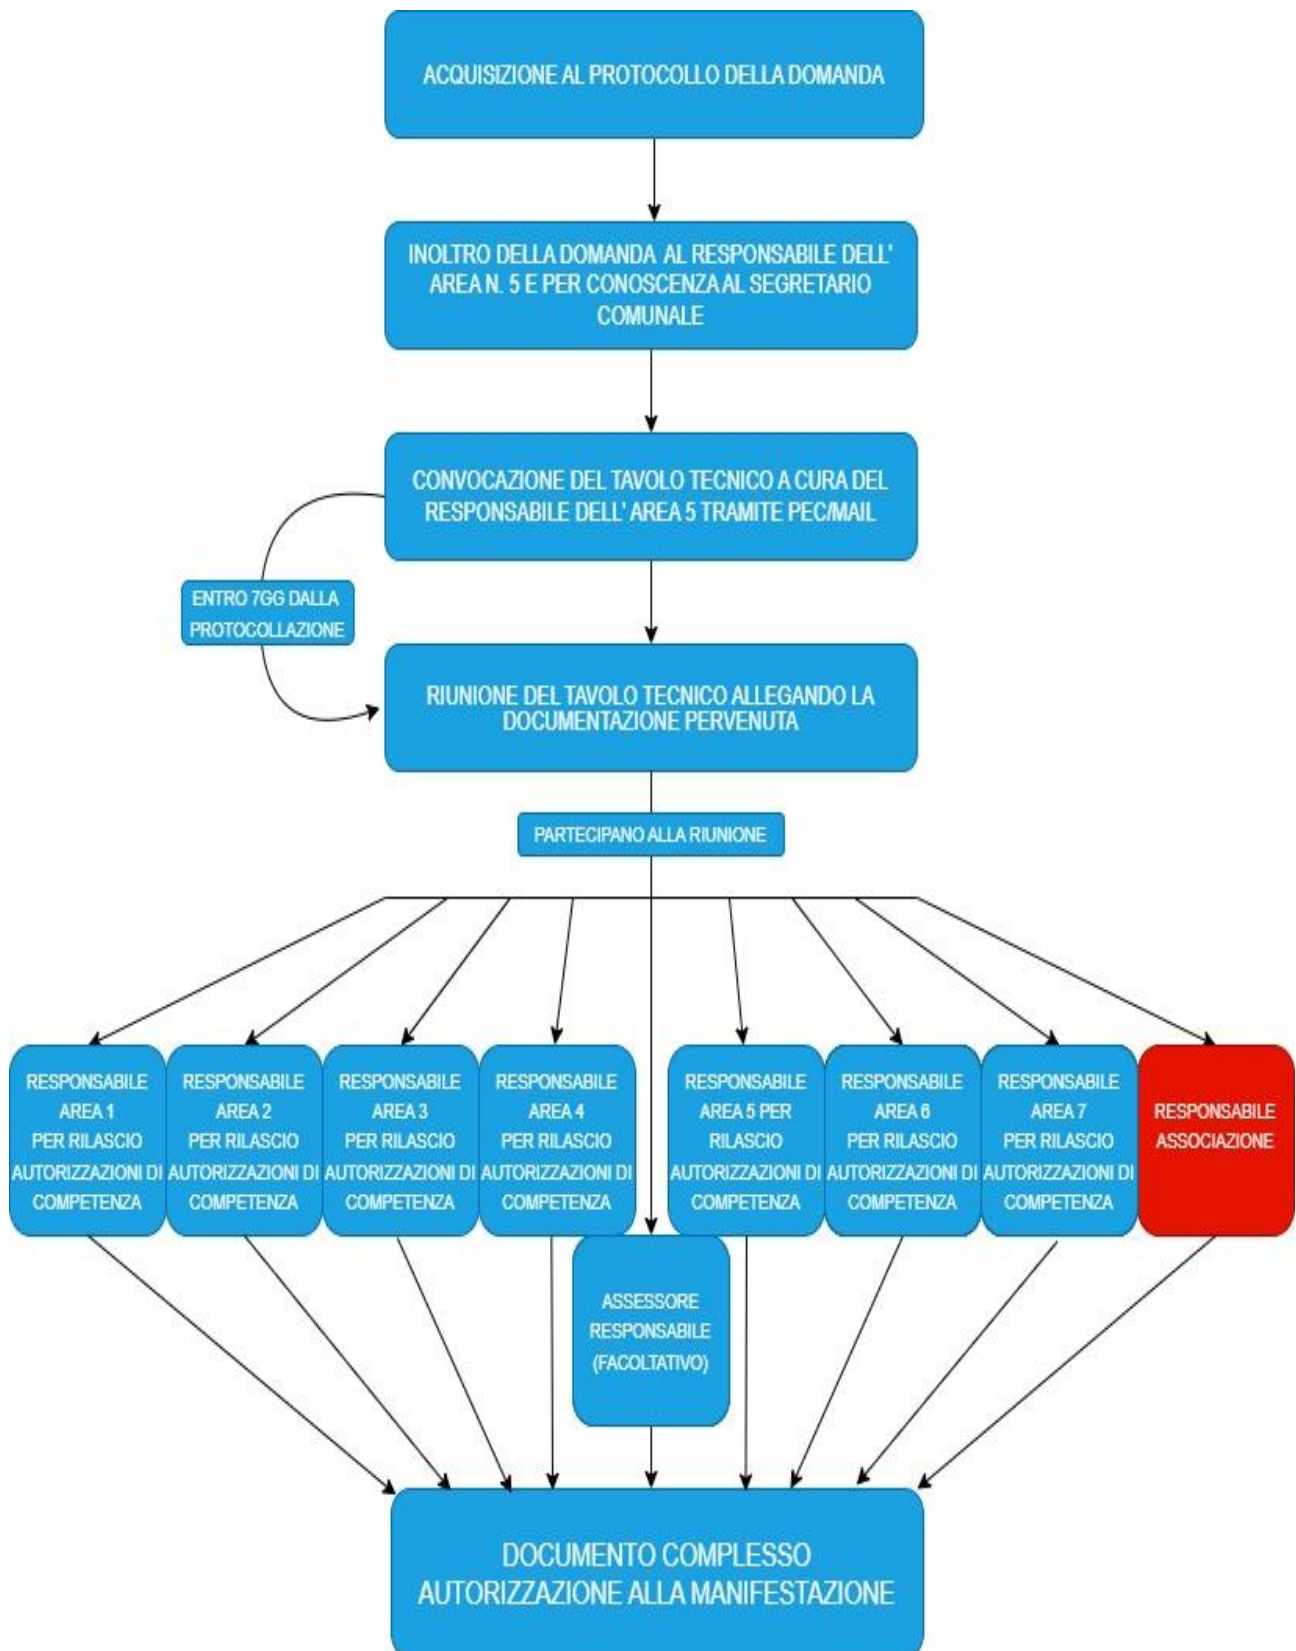 ACQUISIZIONE AL PROTOCOLLO DELLA DOMANDA
INOLTRO DELLA DOMANDA AL RESPONSABILE DELL'
AREA N. 5 E PER CONOSCENZA AL SEGRETARIO
COMUNALE
CONVOCAZIONE DEL TAVOLO TECNICO A CURA DEL
RESPONSABILE DELL' AREA 5 TRAMITE PEC/MAIL
ENTRO 7GG DALLA
PROTOCOLLAZIONE
RIUNIONE DEL TAVOLO TECNICO ALLEGANDO LA
DOCUMENTAZIONE PERVENUTA
PARTECIPANO ALLA RIUNIONE
RESPONSABILE
AREA 1
PER RILASCIO
AUTORIZZAZIONI DI
COMPETENZA
RESPONSABILE
AREA 2
PER RILASCIO
AUTORIZZAZIONI DI
COMPETENZA
RESPONSABILE
AREA 3
PER RILASCIO
AUTORIZZAZIONI DI
COMPETENZA
RESPONSABILE
AREA 4
PER RILASCIO
AUTORIZZAZIONI DI
COMPETENZA
RESPONSABILE
AREA 5 PER
RILASCIO
AUTORIZZAZIONI DI
COMPETENZA
RESPONSABILE
AREA 6
PER RILASCIO
AUTORIZZAZIONI DI
COMPETENZA
RESPONSABILE
AREA 7
PER RILASCIO
AUTORIZZAZIONI DI
COMPETENZA
RESPONSABILE
ASSOCIAZIONE
ASSESSORE
RESPONSABILE
(FACOLTATIVO)
DOCUMENTO COMPLESSO
AUTORIZZAZIONE ALLA MANIFESTAZIONE